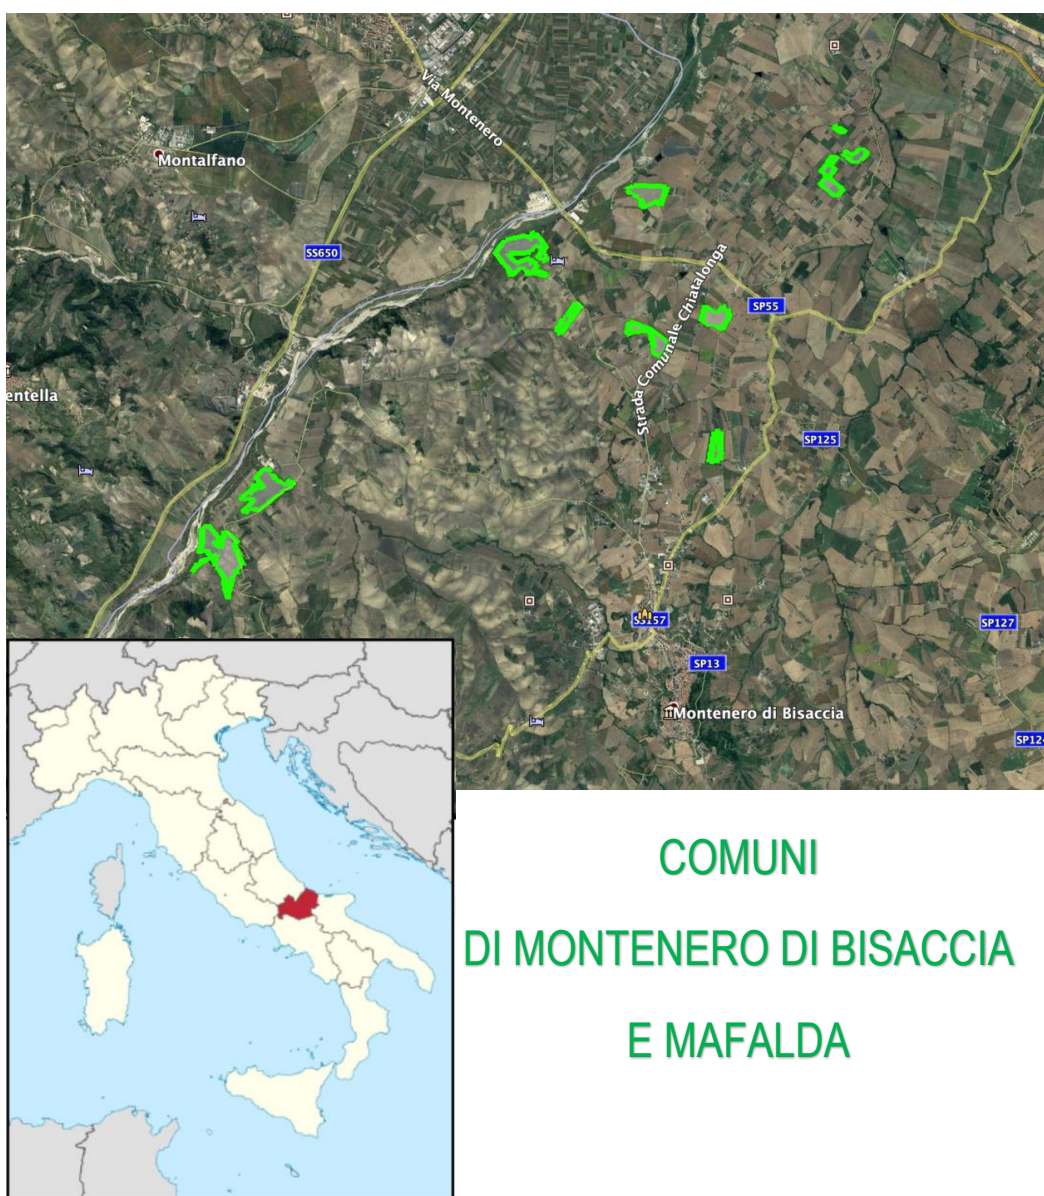 Via Montenero
Montalfano
SS650
Strada Comunale Chiatalonga
SP55
entella
SP125
SP127
SP13
Montenero di Bisaccia
SP124
COMUNI
DI MONTENERO DI BISACCIA
E MAFALDA